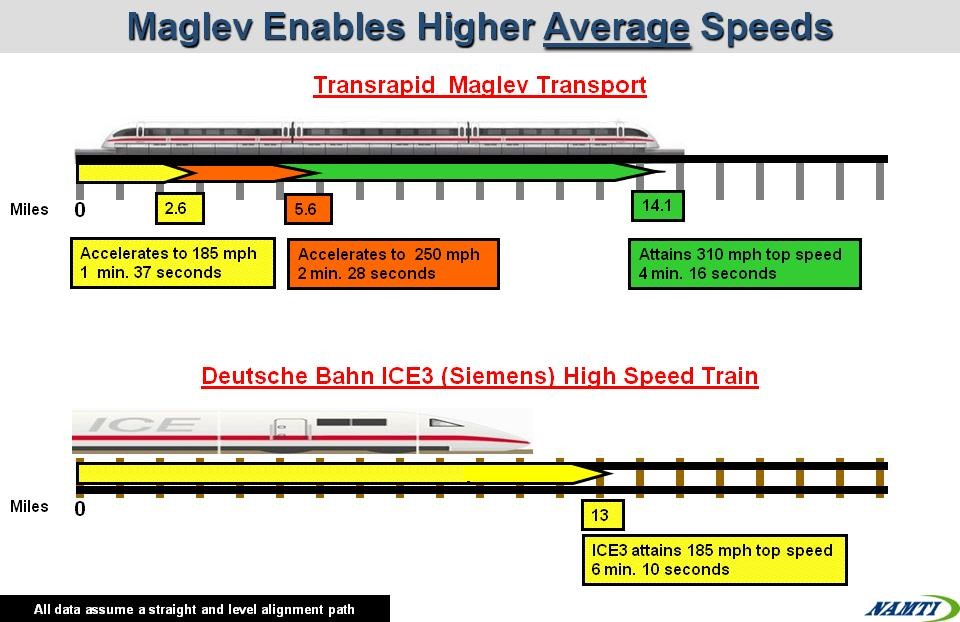 Maglev Enables Higher Average Speeds
Transrapid Maglev Transport
Miles 0 2.6 5.6 14.1
Accelerates to 185 mph
1 min. 37 seconds
Accelerates to 250 mph
2 min. 28 seconds
Attains 310 mph top speed
4 min. 16 seconds
Deutsche Bahn ICE3 (Siemens) High Speed Train
ICE
Miles 0 13
ICE3 attains 185 mph top speed
6 min. 10 seconds
All data assume a straight and level alignment path
NAMTI